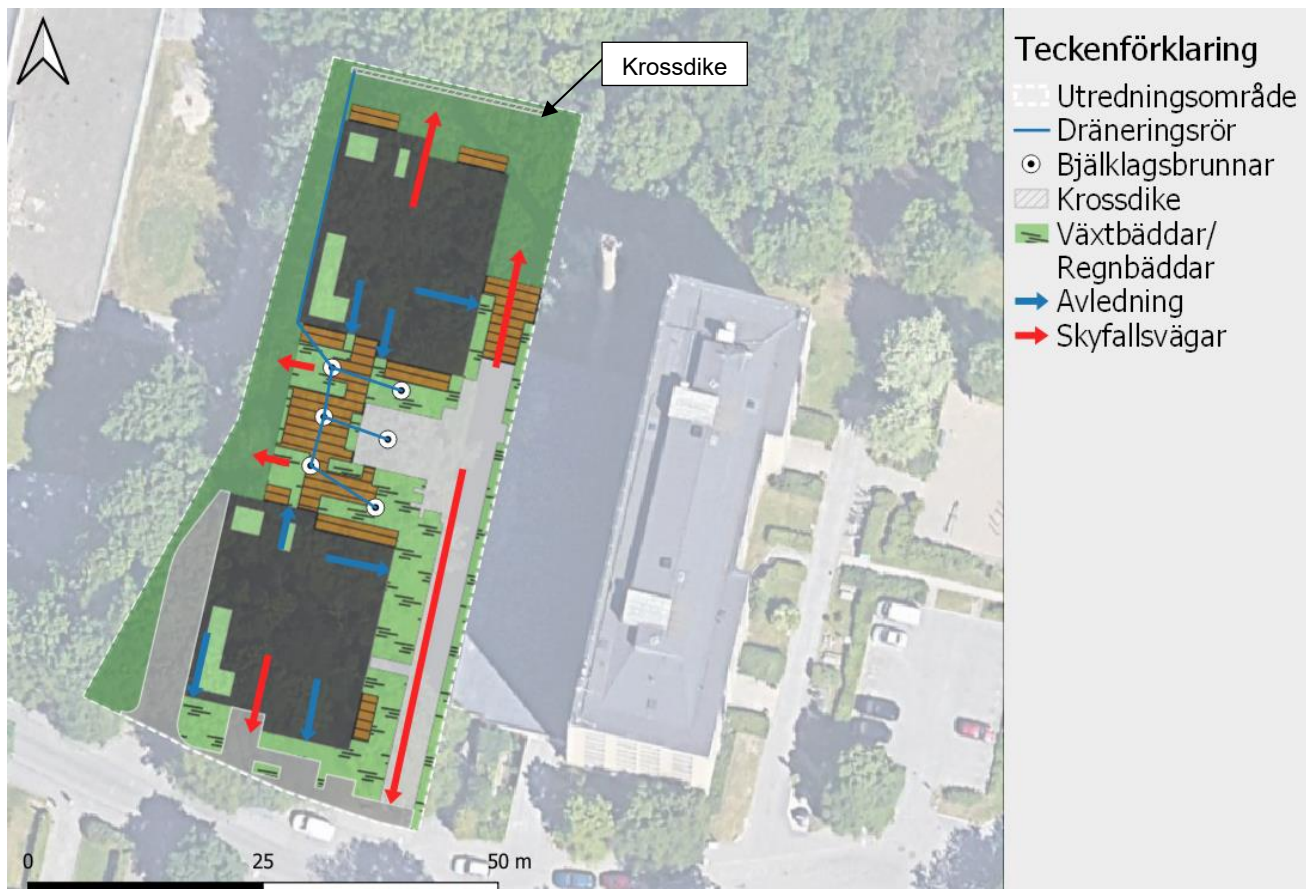 Krossdike
Teckenförklaring
Utredningsområde
Dräneringsrör
Bjälklagsbrunnar
Krossdike
Växtbäddar/
Regnbäddar
Avledning
Skyfallsvägar
0 25 50 m